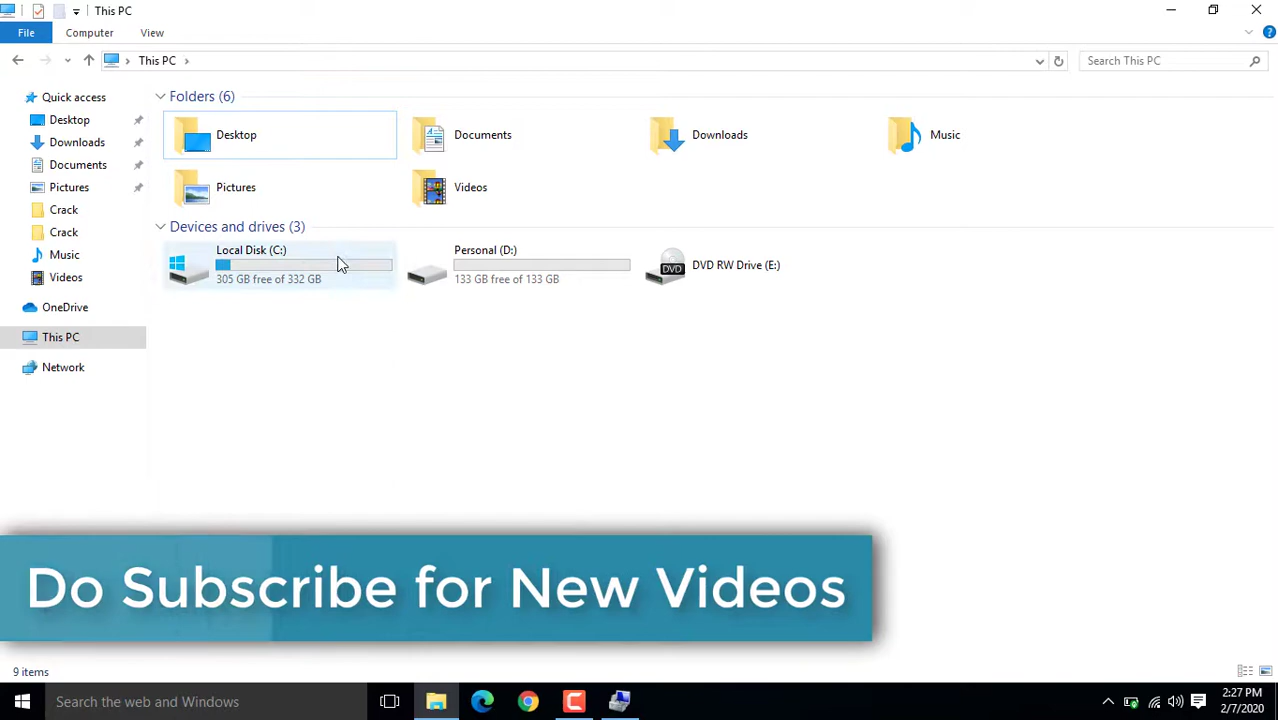 This PC
File
Computer
View
This PC
Search This PC
Quick access
Desktop
Downloads
Documents
Pictures
Crack
Crack
Music
Videos
OneDrive
This PC
Network
Folders (6)
Desktop
Documents
Downloads
Music
Pictures
Videos
Devices and drives (3)
Local Disk (C:)
305 GB free of 332 GB
Personal (D:)
133 GB free of 133 GB
DVD
DVD RW Drive (E:)
Do Subscribe for New Videos
9 items
Search the web and Windows
2:27 PM
2/7/2020